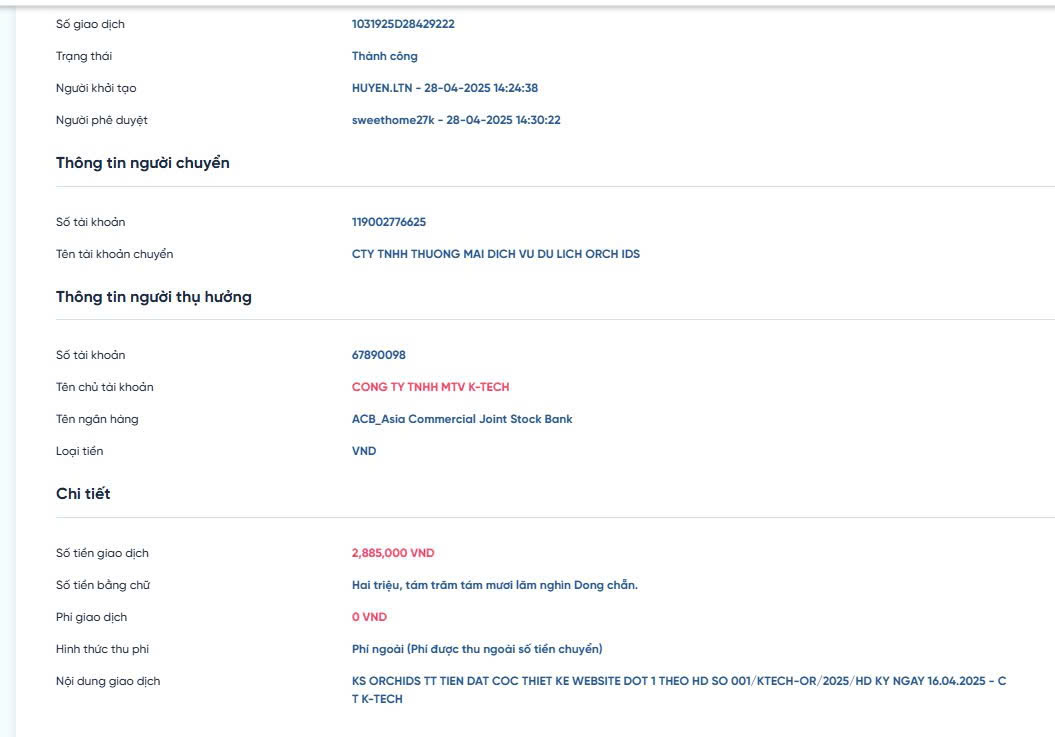 Số giao dịch 1031925D28429222
Trạng thái Thành công
Người khởi tạo HUYEN.LTN - 28-04-2025 14:24:38
Người phê duyệt sweethome27k - 28-04-2025 14:30:22
Thông tin người chuyển
Số tài khoản 119002776625
Tên tài khoản chuyển CTY TNHH THUONG MAI DICH VU DU LICH ORCH IDS
Thông tin người thụ hưởng
Số tài khoản 67890098
Tên chủ tài khoản CONG TY TNHH MTV K-TECH
Tên ngân hàng ACB_Asia Commercial Joint Stock Bank
Loại tiền VND
Chi tiết
Số tiền giao dịch 2,885,000 VND
Số tiền bằng chữ Hai triệu, tám trăm tám mươi lăm nghìn Dong chẵn.
Phí giao dịch 0 VND
Hình thức thu phí Phí ngoài (Phí được thu ngoài số tiền chuyển)
Nội dung giao dịch KS ORCHIDS TT TIEN DAT COC THIET KE WEBSITE DOT 1 THEO HD SO 001/KTECH-OR/2025/HD KY NGAY 16.04.2025 - C
T K-TECH